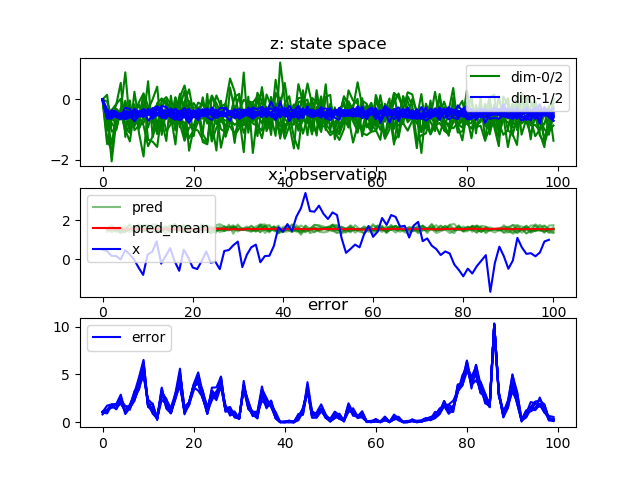 z: state space
0
−2
dim-0/2
dim-1/2
0 20 40 60 80 100
x: observation
2
0
pred
pred_mean
x
0 20 40 60 80 100
error
10
5
0
error
0 20 40 60 80 100